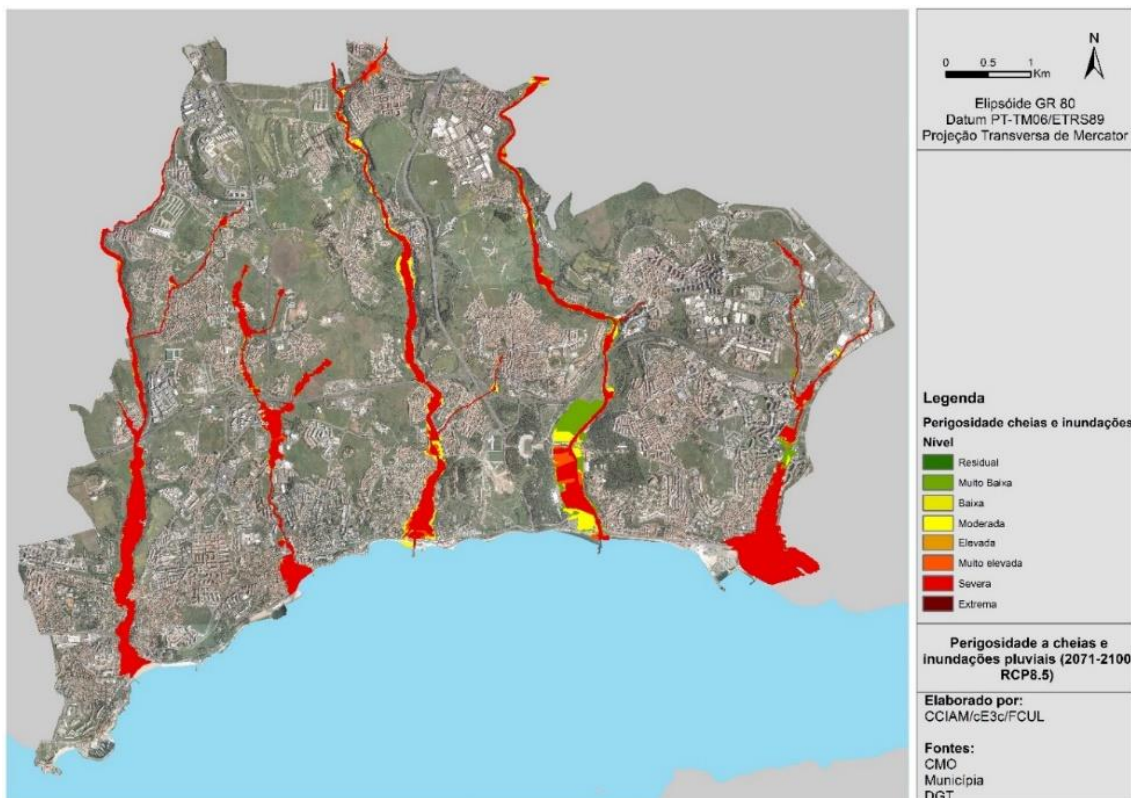 N
0 0.5 1
Km
Elipsóide GR 80
Datum PT-TM06/ETRS89
Projeção Transversa de Mercator
Legenda
Perigosidade cheias e inundações
Nível
Residual
Muito Baixa
Baixa
Moderada
Elevada
Muito elevada
Severa
Extrema
Perigosidade a cheias e
inundações pluviais (2071-2100
RCP8.5)
Elaborado por:
CCIAM/cE3c/FCUL
Fontes:
CMO
Municípia
DGT